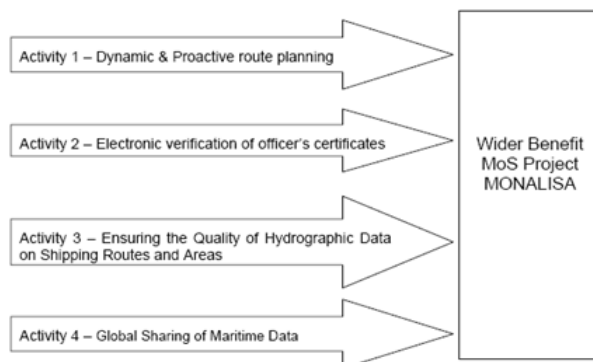 Activity 1 – Dynamic & Proactive route planning
Activity 2 – Electronic verification of officer's certificates
Activity 3 – Ensuring the Quality of Hydrographic Data
on Shipping Routes and Areas
Activity 4 – Global Sharing of Maritime Data
Wider Benefit
MoS Project
MONALISA